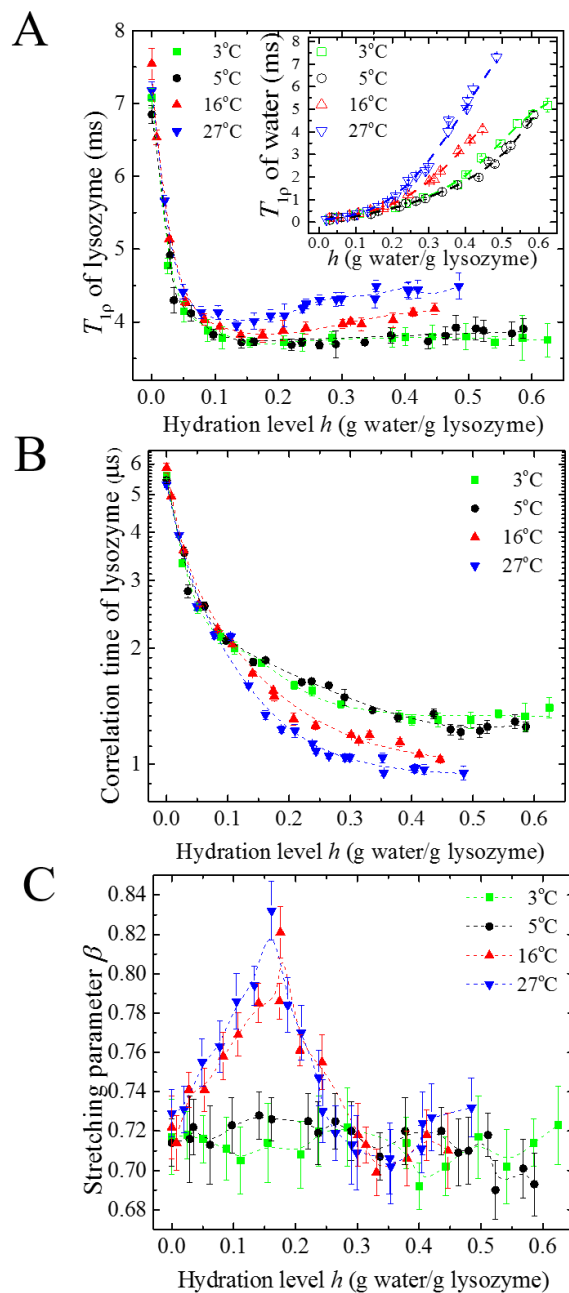 A
T1ρ of lysozyme (ms)
8
7
6
5
4
3°C
5°C
16°C
27°C
T1ρ of water (ms)
8
7
6
5
4
3
2
1
0
3°C
5°C
16°C
27°C
0.0 0.1 0.2 0.3 0.4 0.5 0.6
h (g water/g lysozyme)
0.0 0.1 0.2 0.3 0.4 0.5 0.6
Hydration level h (g water/g lysozyme)
B
Correlation time of lysozyme (μs)
6
5
4
3
2
1
3°C
5°C
16°C
27°C
0.0 0.1 0.2 0.3 0.4 0.5 0.6
Hydration level h (g water/g lysozyme)
C
Stretching parameter β
0.84
0.82
0.80
0.78
0.76
0.74
0.72
0.70
0.68
3°C
5°C
16°C
27°C
0.0 0.1 0.2 0.3 0.4 0.5 0.6
Hydration level h (g water/g lysozyme)